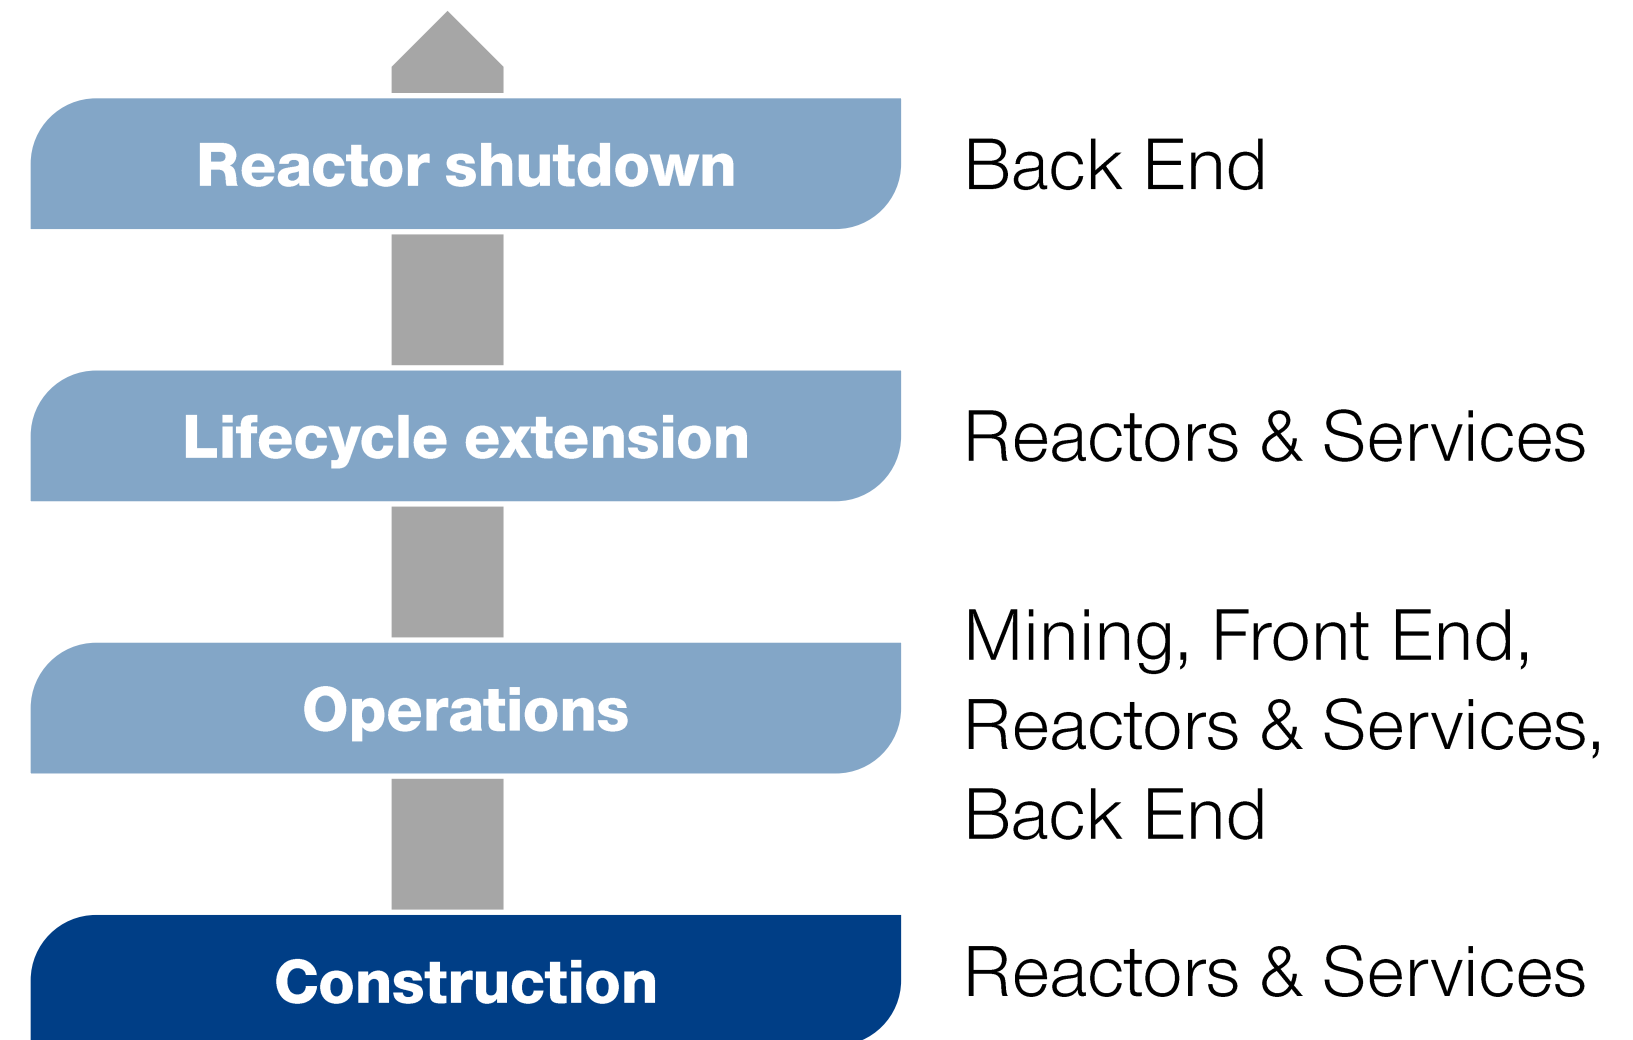 Reactor shutdown
Back End
Lifecycle extension
Reactors & Services
Operations
Mining, Front End,
Reactors & Services,
Back End
Construction
Reactors & Services